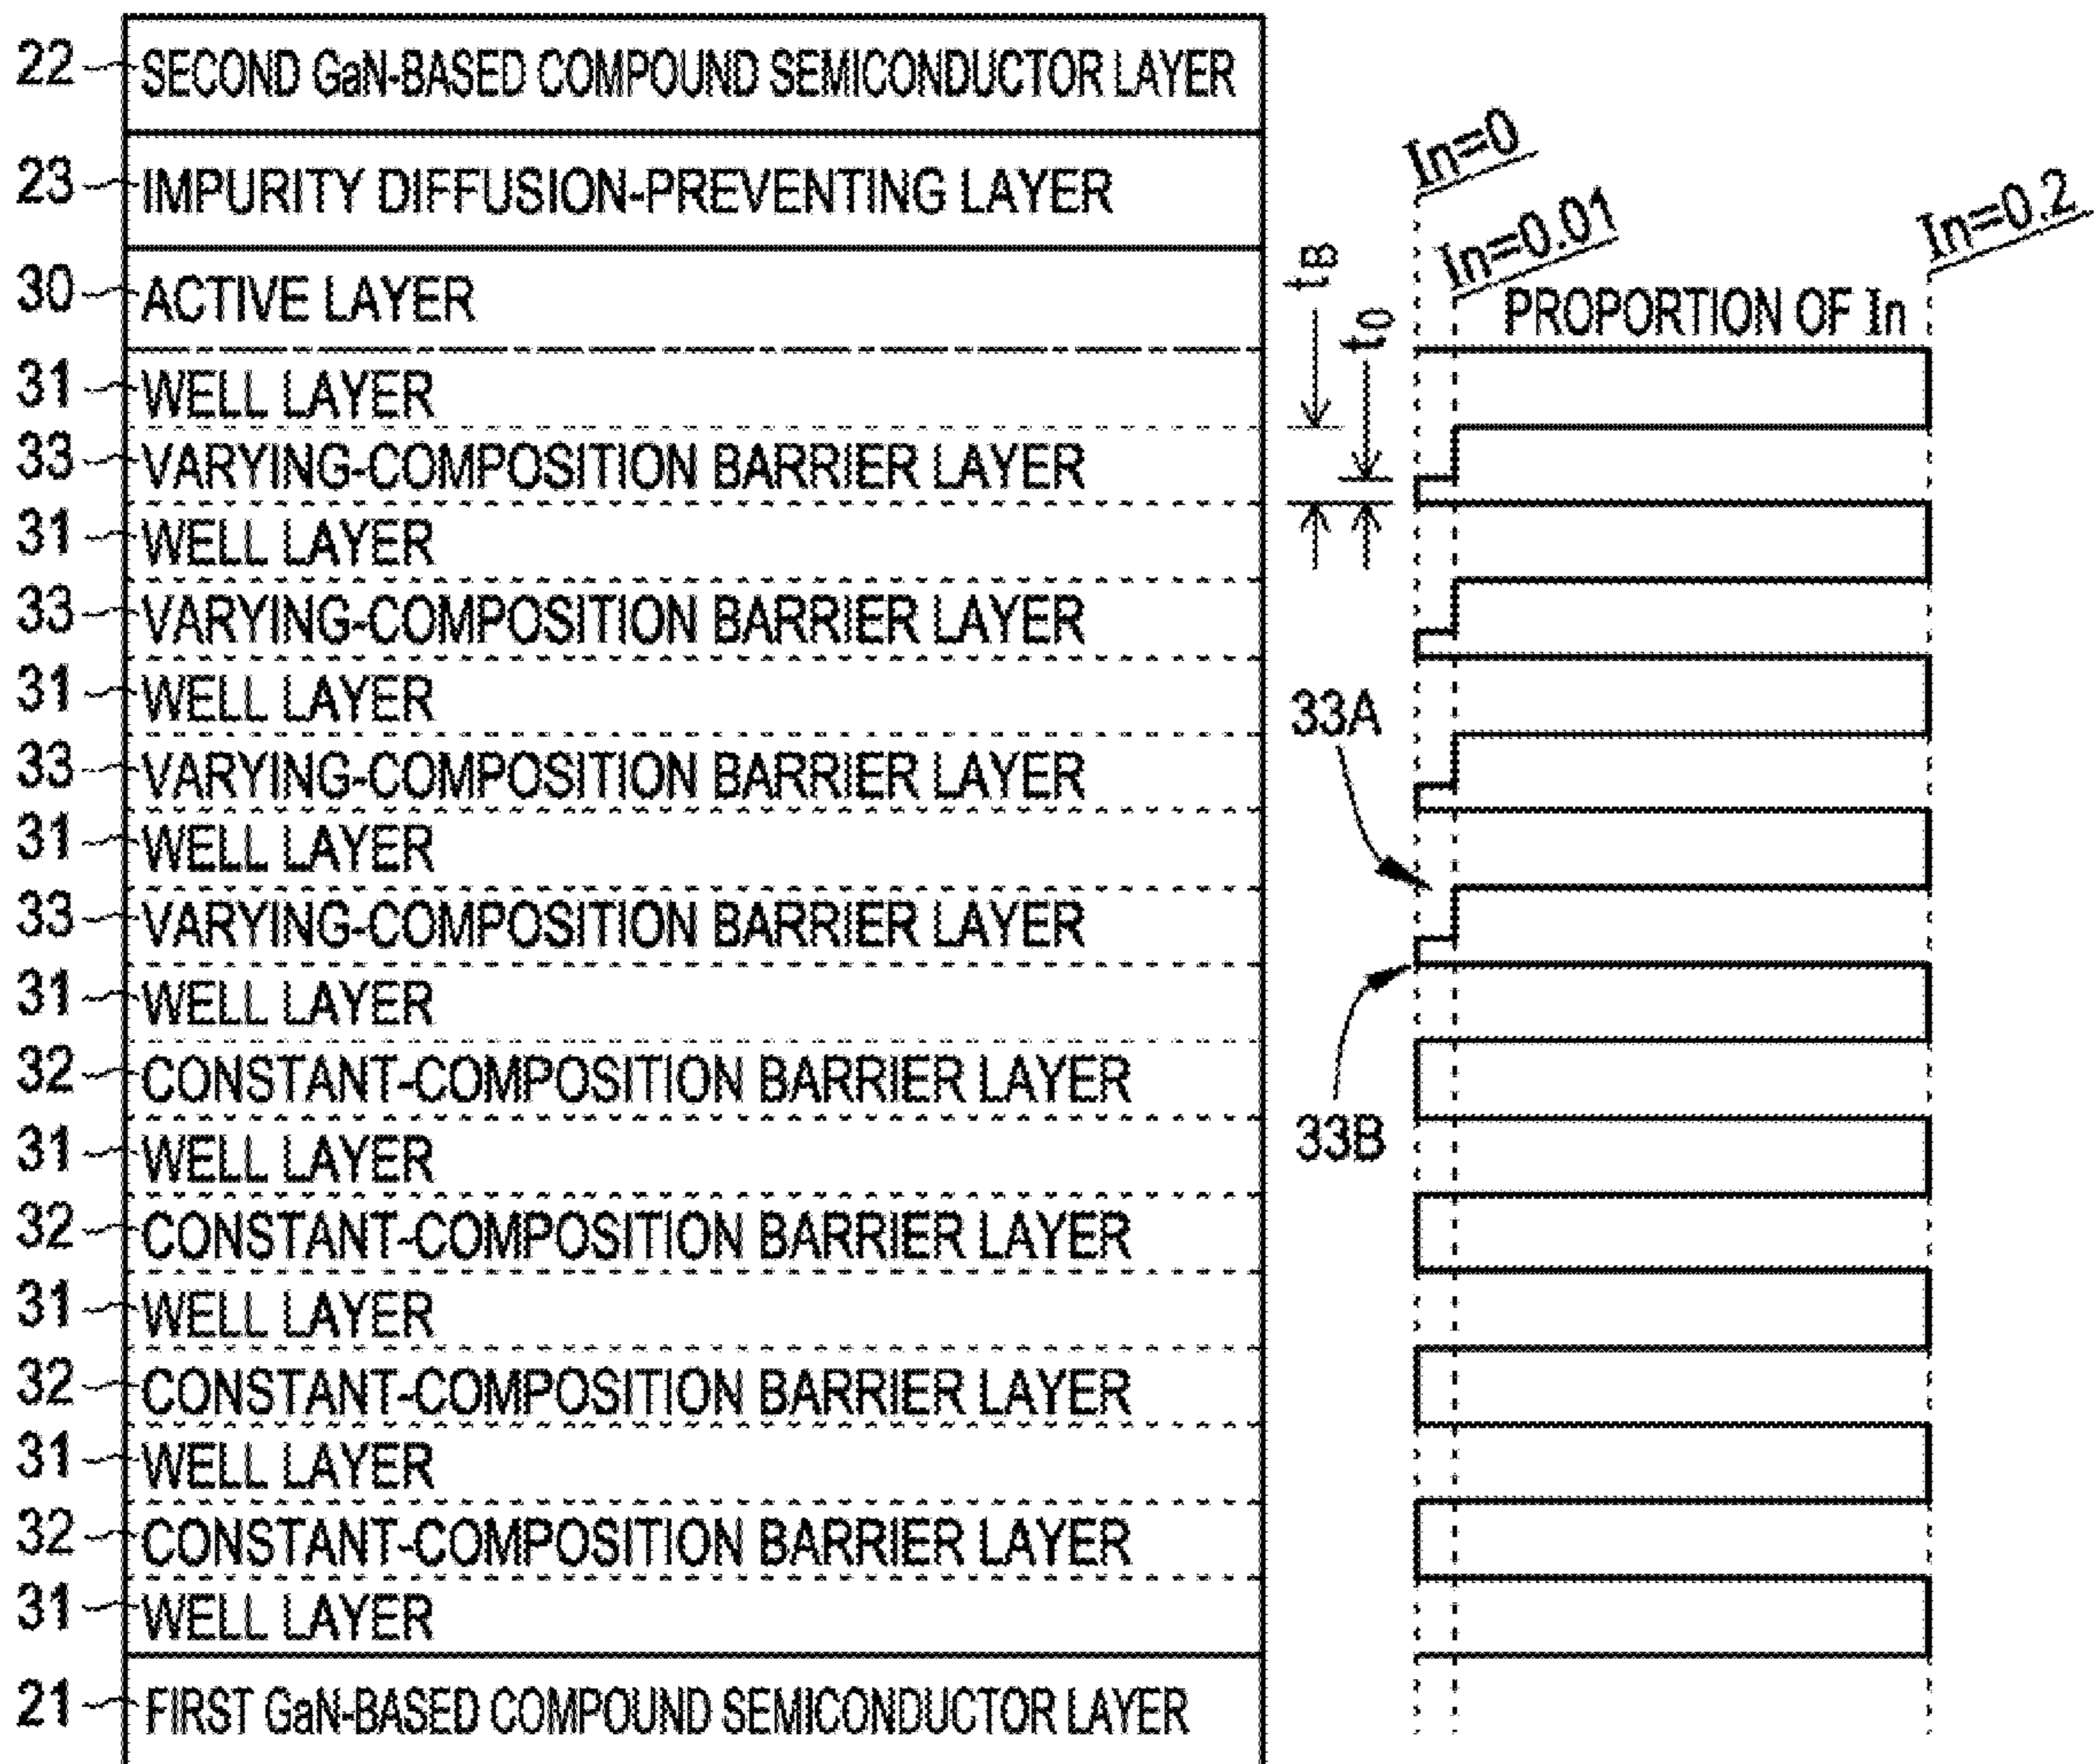 22 SECOND GaN-BASED COMPOUND SEMICONDUCTOR LAYER
23 IMPURITY DIFFUSION-PREVENTING LAYER
In=0
In=0.01
In=0.2
30 ACTIVE LAYER
tB
t0
PROPORTION OF In
31 WELL LAYER
33 VARYING-COMPOSITION BARRIER LAYER
31 WELL LAYER
33 VARYING-COMPOSITION BARRIER LAYER
31 WELL LAYER
33A
33 VARYING-COMPOSITION BARRIER LAYER
31 WELL LAYER
33 VARYING-COMPOSITION BARRIER LAYER
31 WELL LAYER
32 CONSTANT-COMPOSITION BARRIER LAYER
33B
31 WELL LAYER
32 CONSTANT-COMPOSITION BARRIER LAYER
31 WELL LAYER
32 CONSTANT-COMPOSITION BARRIER LAYER
31 WELL LAYER
32 CONSTANT-COMPOSITION BARRIER LAYER
31 WELL LAYER
21 FIRST GaN-BASED COMPOUND SEMICONDUCTOR LAYER